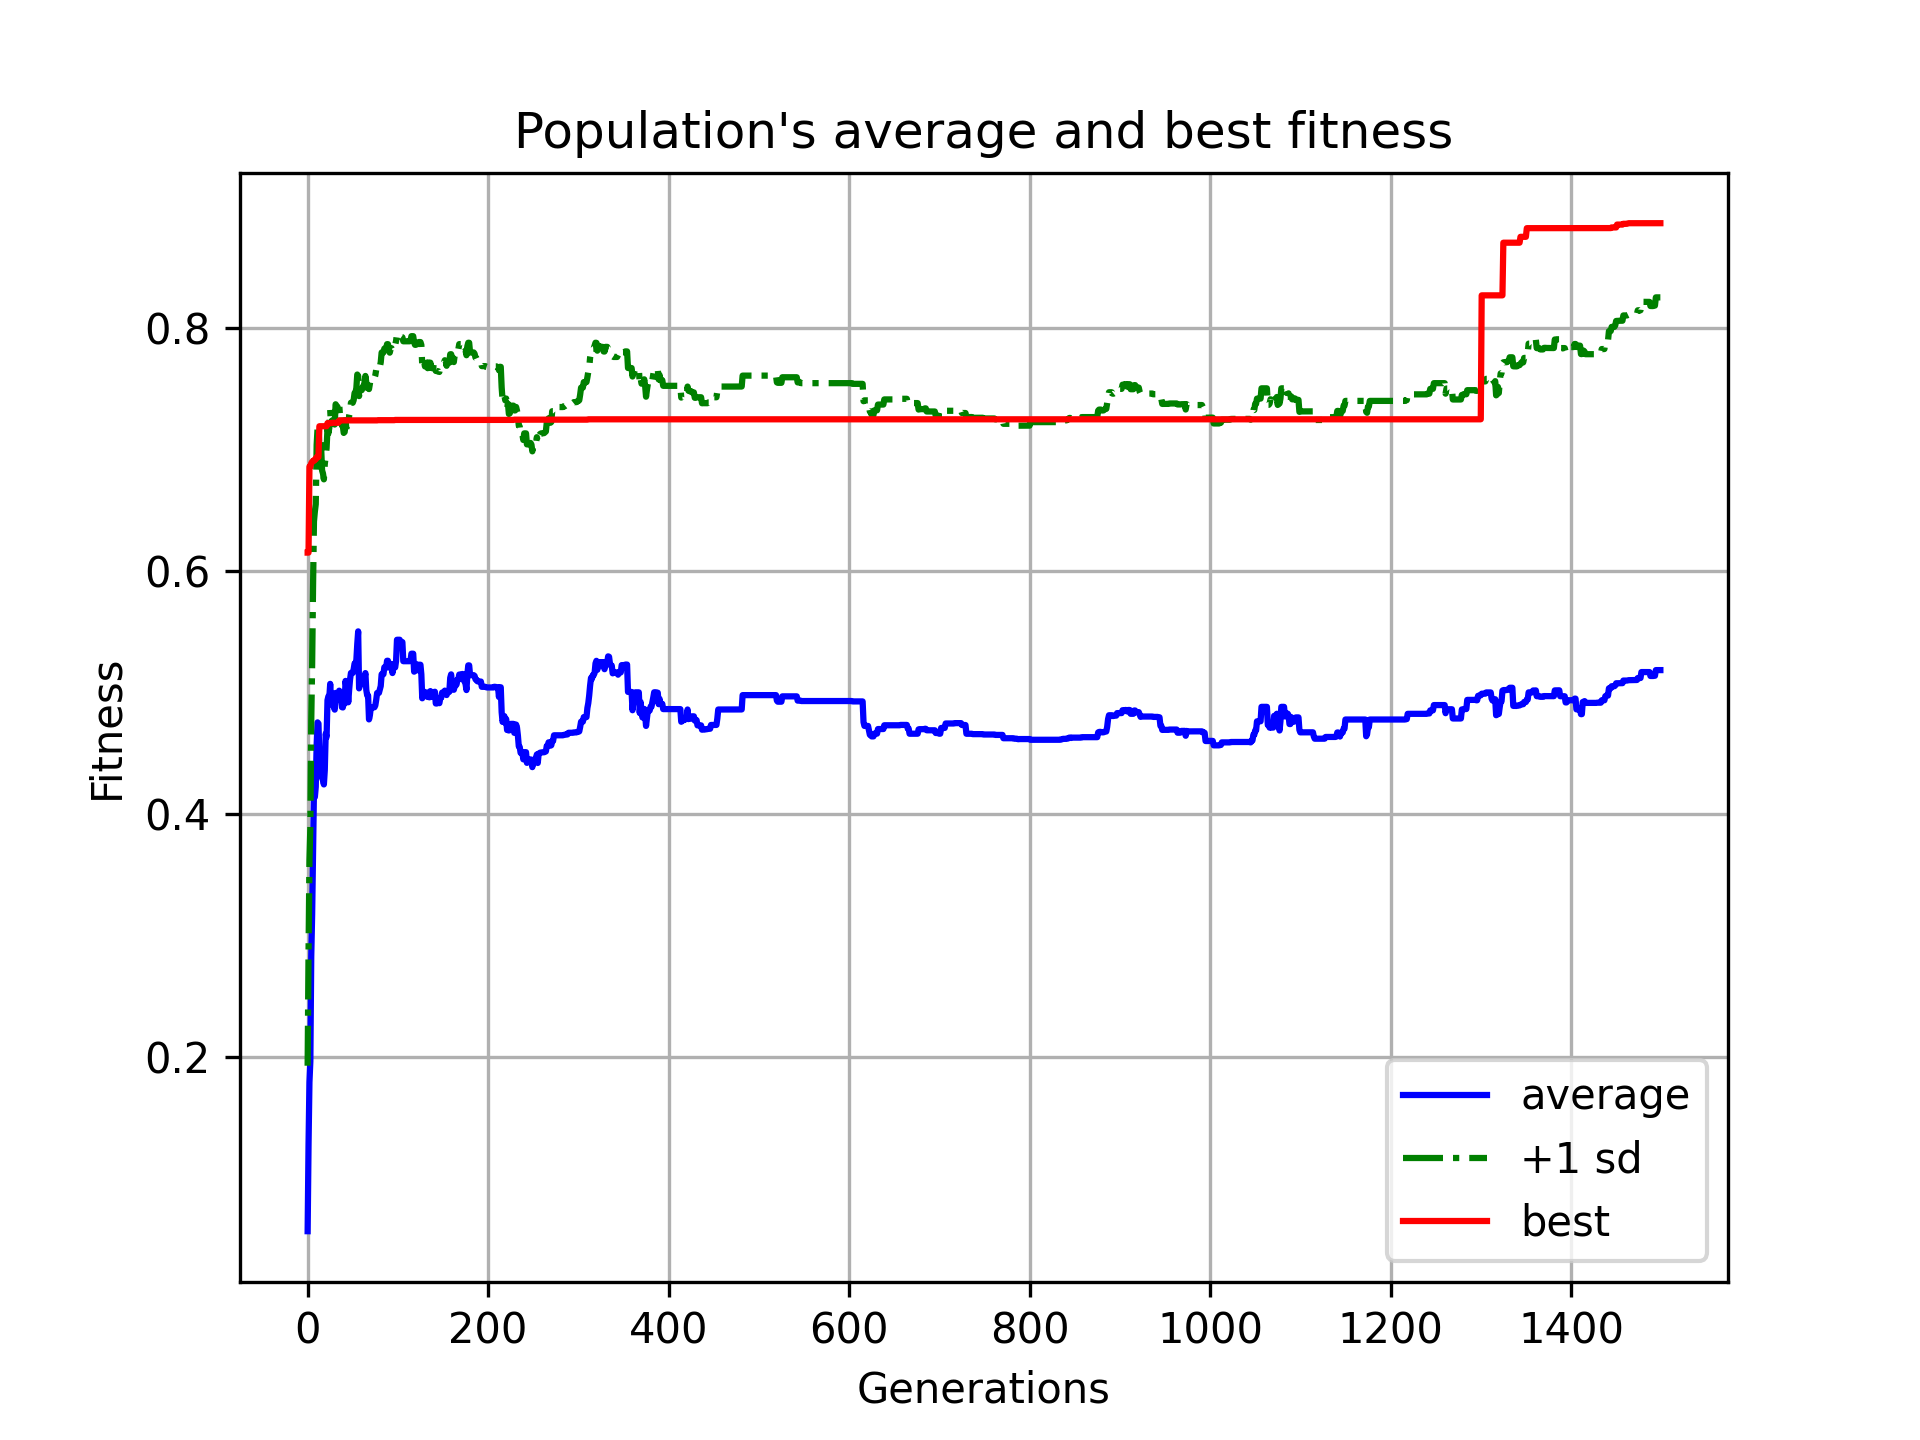 Population's average and best fitness
Fitness
0.8
0.6
0.4
0.2
0 200 400 600 800 1000 1200 1400
Generations
average
+1 sd
best